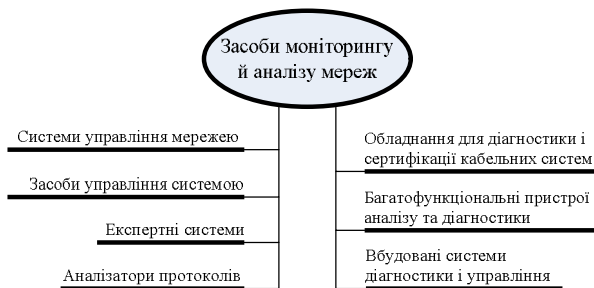 Засоби моніторингу
й аналізу мереж
Системи управління мережею
Засоби управління системою
Експертні системи
Аналізатори протоколів
Обладнання для діагностики і
сертифікації кабельних систем
Багатофункціональні пристрої
аналізу та діагностики
Вбудовані системи
діагностики і управління